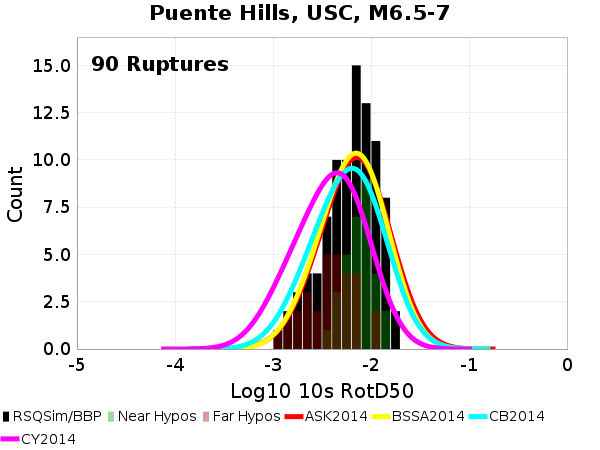 Puente Hills, USC, M6.5-7
90 Ruptures
Count
15.0
12.5
10.0
7.5
5.0
2.5
0.0
-5 -4 -3 -2 -1 0
Log10 10s RotD50
RSQSim/BBP Near Hypos Far Hypos ASK2014 BSSA2014 CB2014
CY2014